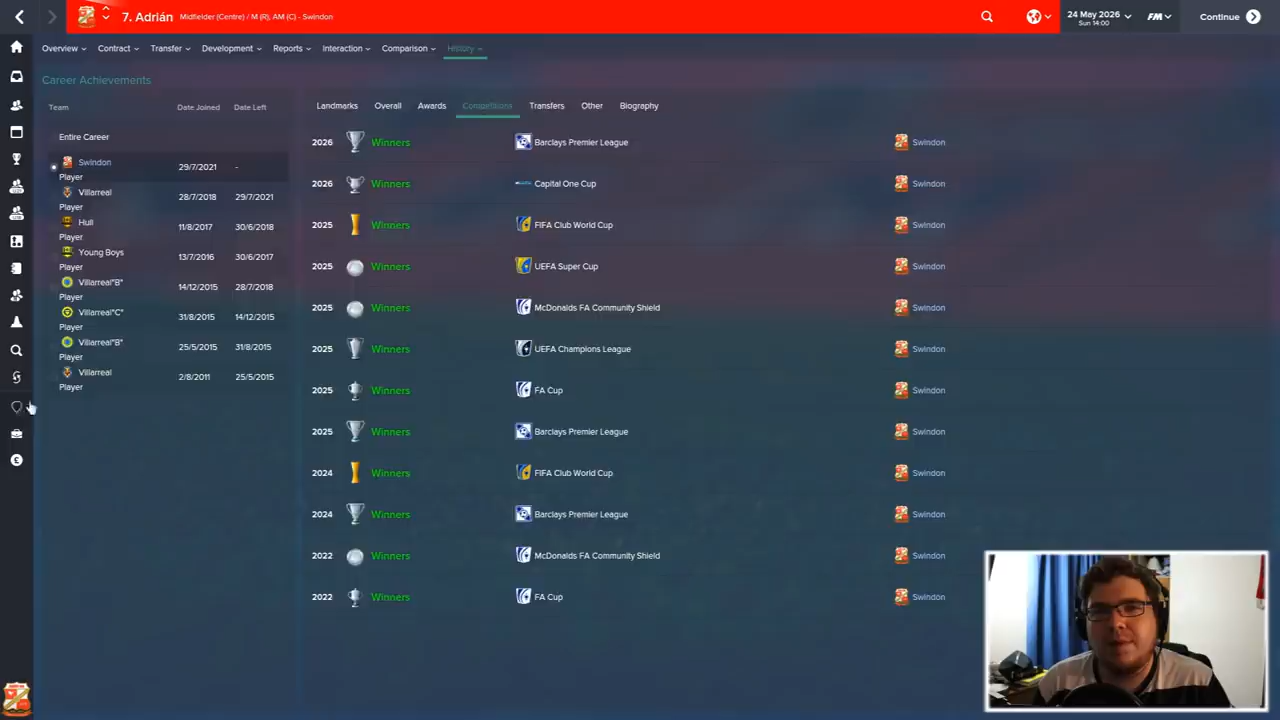 7. Adrián
Midfielder (Centre) / M (R), AM (C) - Swindon
24 May 2026
Sun 14:00
FM
Continue
Overview
Contract
Transfer
Development
Reports
Interaction
Comparison
History
Career Achievements
Team
Date Joined
Date Left
Entire Career
Swindon
Player
29/7/2021
-
Villarreal
Player
28/7/2018
29/7/2021
Hull
Player
11/8/2017
30/6/2018
Young Boys
Player
13/7/2016
30/6/2017
Villarreal"B"
Player
14/12/2015
28/7/2018
Villarreal"C"
Player
31/8/2015
14/12/2015
Villarreal"B"
Player
25/5/2015
31/8/2015
Villarreal
Player
2/8/2011
25/5/2015
Landmarks
Overall
Awards
Competitions
Transfers
Other
Biography
2026 Winners Barclays Premier League Swindon
2026 Winners Capital One Cup Swindon
2025 Winners FIFA Club World Cup Swindon
2025 Winners UEFA Super Cup Swindon
2025 Winners McDonalds FA Community Shield Swindon
2025 Winners UEFA Champions League Swindon
2025 Winners FA Cup Swindon
2025 Winners Barclays Premier League Swindon
2024 Winners FIFA Club World Cup Swindon
2024 Winners Barclays Premier League Swindon
2022 Winners McDonalds FA Community Shield Swindon
2022 Winners FA Cup Swindon